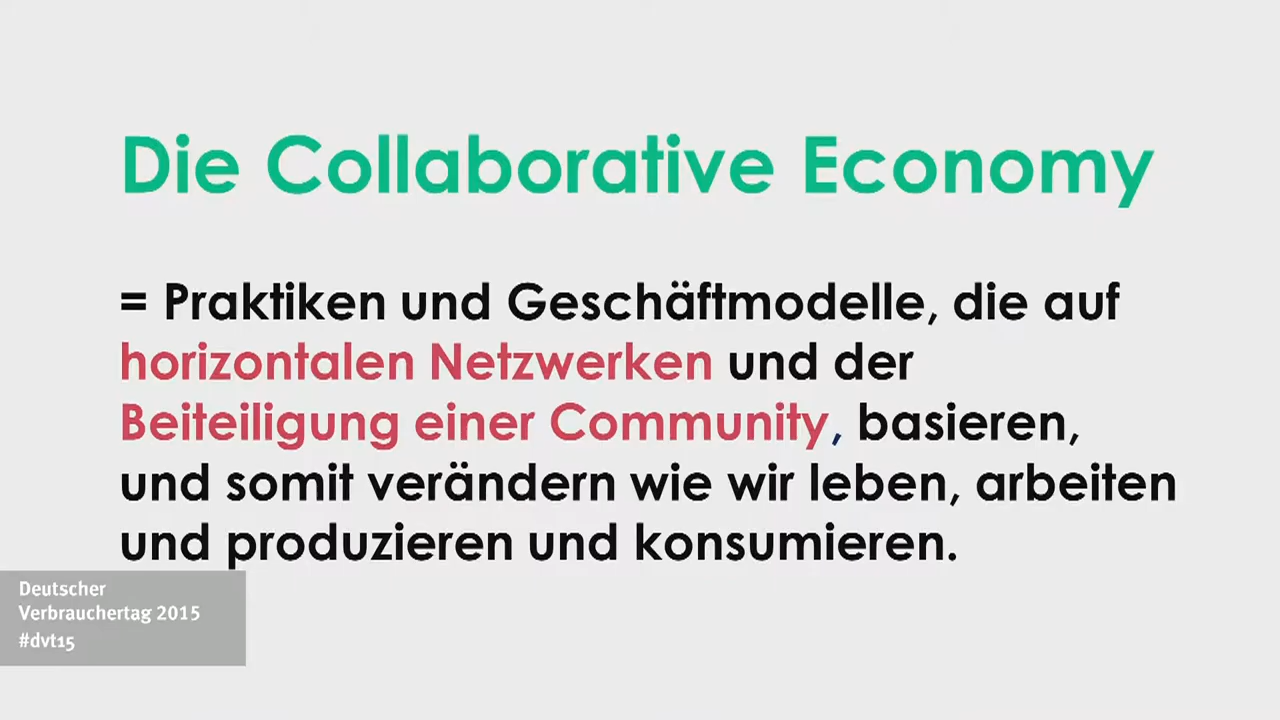 Die Collaborative Economy
= Praktiken und Geschäftmodelle, die auf
horizontalen Netzwerken und der
Beiteiligung einer Community, basieren,
und somit verändern wie wir leben, arbeiten
und produzieren und konsumieren.
Deutscher
Verbrauchertag 2015
#dvt15